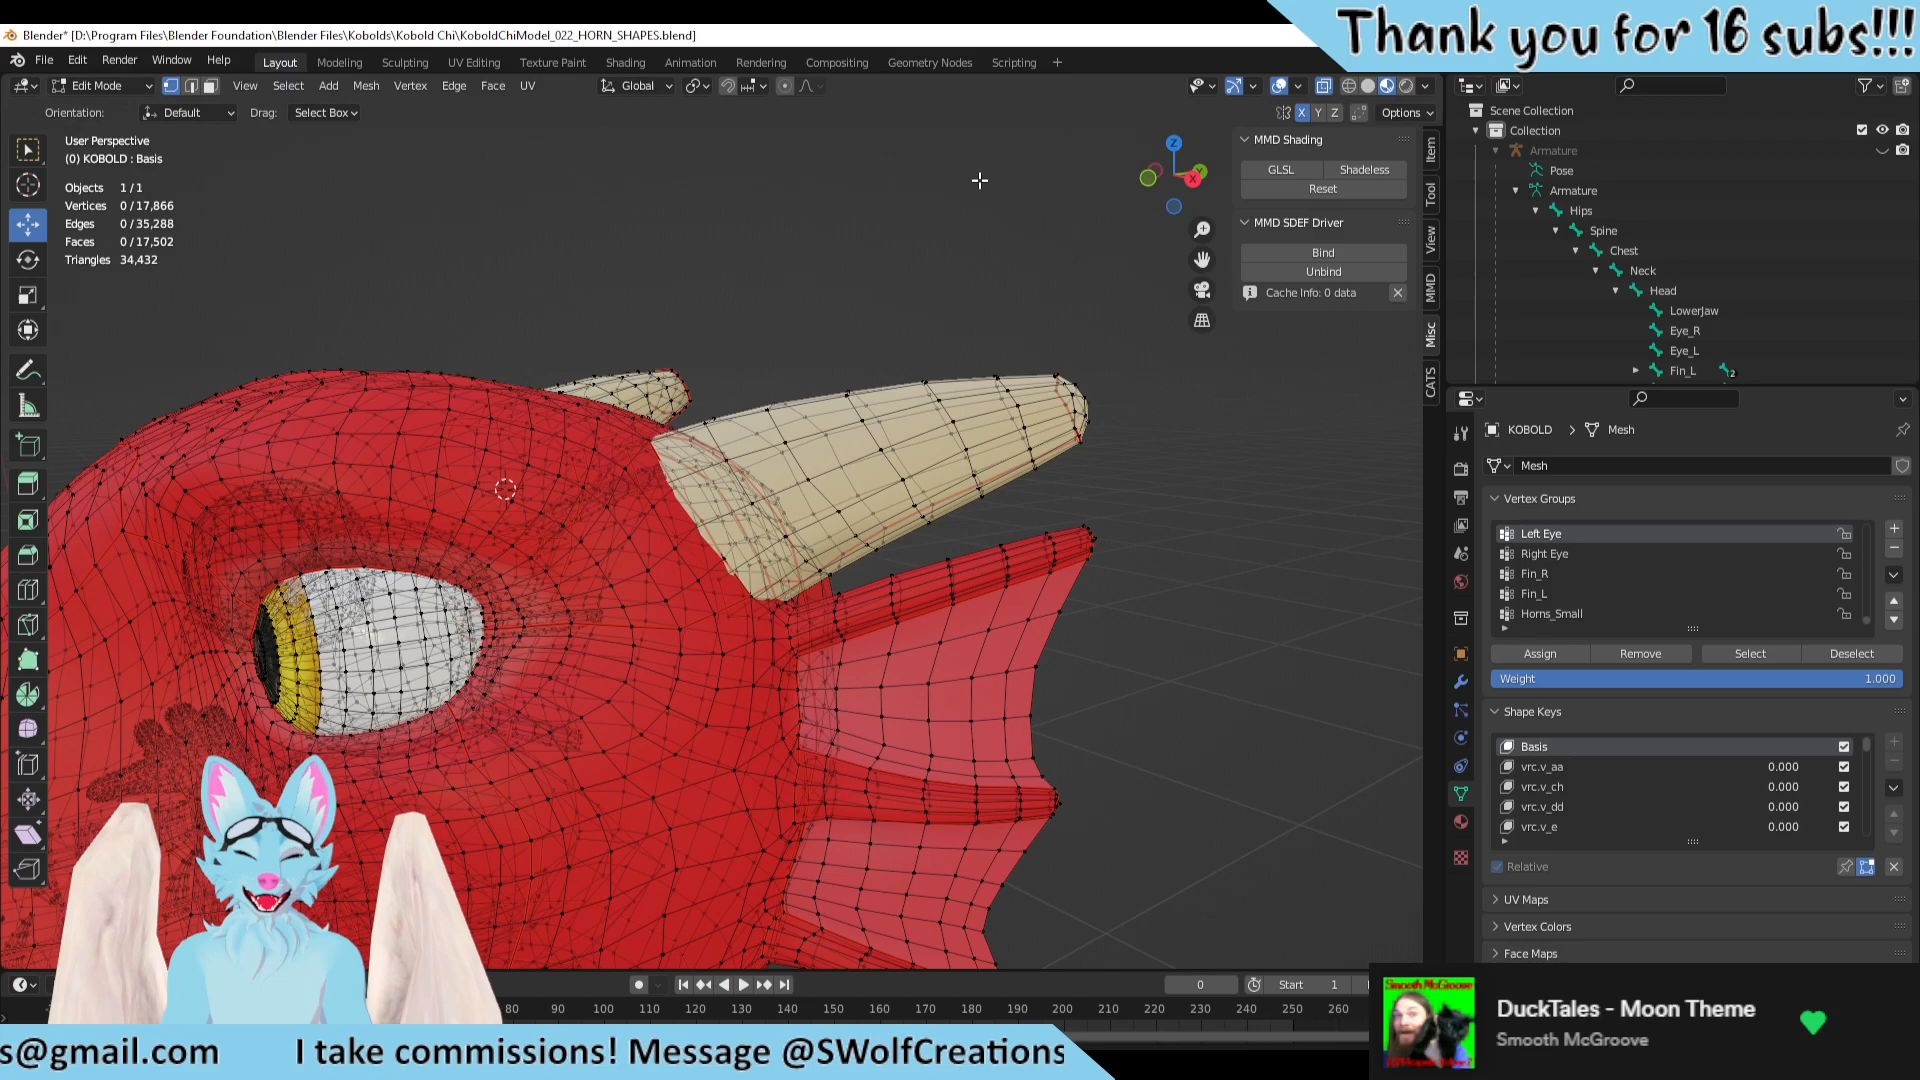 Thank you for 16 subs!!!
Blender* [D:\Program Files\Blender Foundation\Blender Files\Kobolds\Kobold Chi\KoboldChiModel_022_HORN_SHAPES.blend]
File Edit Render Window Help Layout Modeling Sculpting UV Editing Texture Paint Shading Animation Rendering Compositing Geometry Nodes Scripting +
Edit Mode View Select Add Mesh Vertex Edge Face UV Global
Orientation: Default Drag: Select Box X Y Z Options
User Perspective
(0) KOBOLD : Basis
Objects 1 / 1
Vertices 0 / 17,866
Edges 0 / 35,288
Faces 0 / 17,502
Triangles 34,432
Z
Y
X
MMD Shading
GLSL Shadeless
Reset
MMD SDEF Driver
Bind
Unbind
Cache Info: 0 data
Item
Tool
View
MMD
Misc
CATS
Scene Collection
Collection
Armature
Pose
Armature
Hips
Spine
Chest
Neck
Head
LowerJaw
Eye_R
Eye_L
Fin_L 2
KOBOLD > Mesh
Mesh
Vertex Groups
Left Eye
Right Eye
Fin_R
Fin_L
Horns_Small
Assign Remove Select Deselect
Weight 1.000
Shape Keys
Basis
vrc.v_aa 0.000
vrc.v_ch 0.000
vrc.v_dd 0.000
vrc.v_e 0.000
Relative
UV Maps
Vertex Colors
Face Maps
0 Start 1
80 90 100 110 120 130 140 150 160 170 180 190 200 210 220 230 240 250 260
Smooth McGroove
DuckTales - Moon Theme
Smooth McGroove
s@gmail.com I take commissions! Message @SWolfCreations